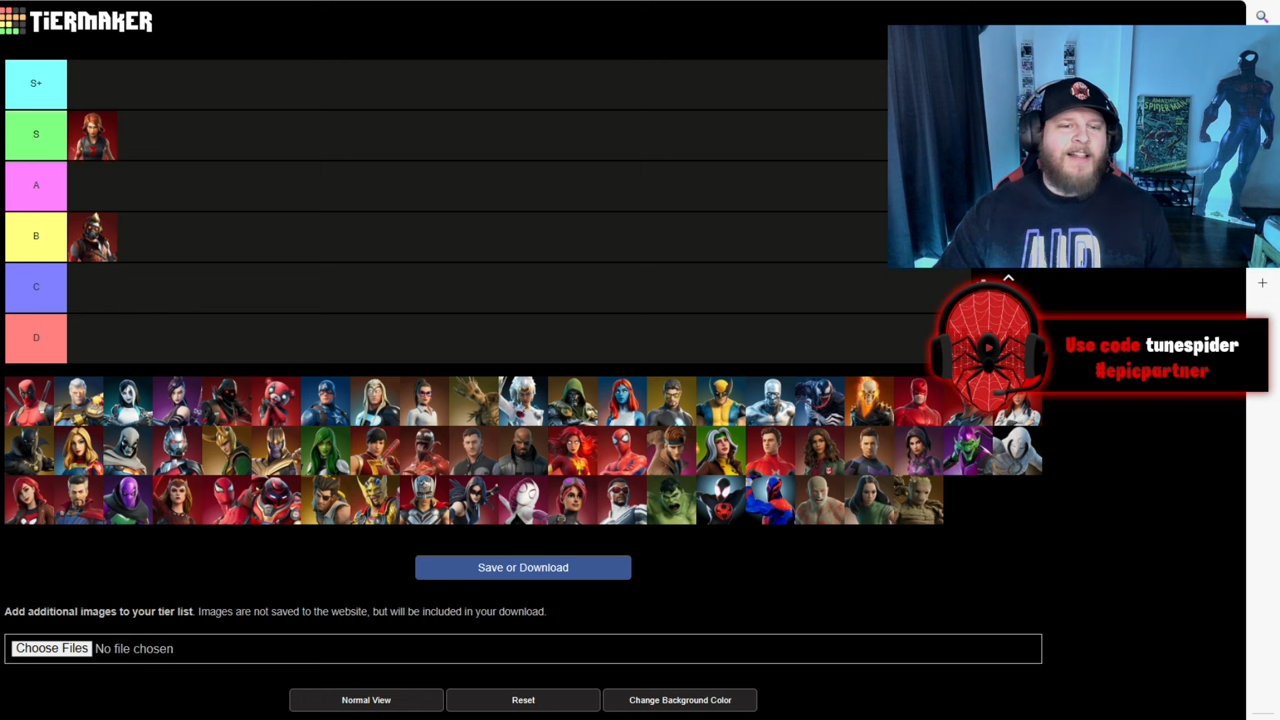 TiERMAKER
S+
S
A
B
C
D
Use code tunespider
#epicpartner
Save or Download
Add additional images to your tier list. Images are not saved to the website, but will be included in your download.
Choose Files No file chosen
Normal View
Reset
Change Background Color